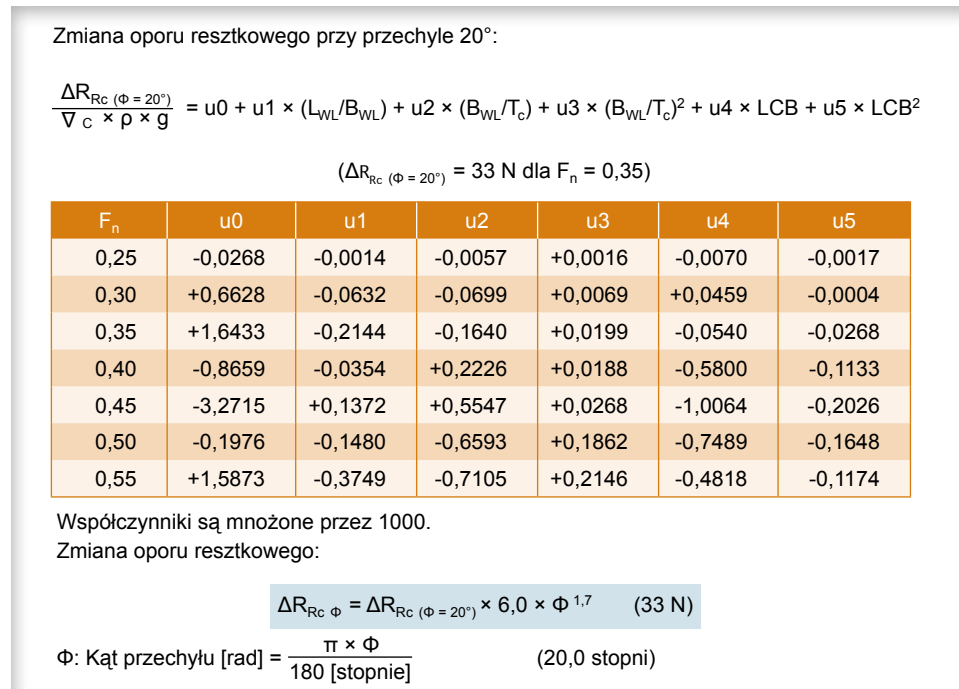 Zmiana oporu resztkowego przy przechyle 20°:
ΔR_Rc (Φ = 20°) / ∇ C × ρ × g = u0 + u1 × (L_WL/B_WL) + u2 × (B_WL/T_c) + u3 × (B_WL/T_c)² + u4 × LCB + u5 × LCB²
(ΔR_Rc (Φ = 20°) = 33 N dla F_n = 0,35)
F_n u0 u1 u2 u3 u4 u5
0,25 -0,0268 -0,0014 -0,0057 +0,0016 -0,0070 -0,0017
0,30 +0,6628 -0,0632 -0,0699 +0,0069 +0,0459 -0,0004
0,35 +1,6433 -0,2144 -0,1640 +0,0199 -0,0540 -0,0268
0,40 -0,8659 -0,0354 +0,2226 +0,0188 -0,5800 -0,1133
0,45 -3,2715 +0,1372 +0,5547 +0,0268 -1,0064 -0,2026
0,50 -0,1976 -0,1480 -0,6593 +0,1862 -0,7489 -0,1648
0,55 +1,5873 -0,3749 -0,7105 +0,2146 -0,4818 -0,1174
Współczynniki są mnożone przez 1000.
Zmiana oporu resztkowego:
ΔR_Rc Φ = ΔR_Rc (Φ = 20°) × 6,0 × Φ^1,7 (33 N)
Φ: Kąt przechyłu [rad] = π × Φ / 180 [stopnie] (20,0 stopni)